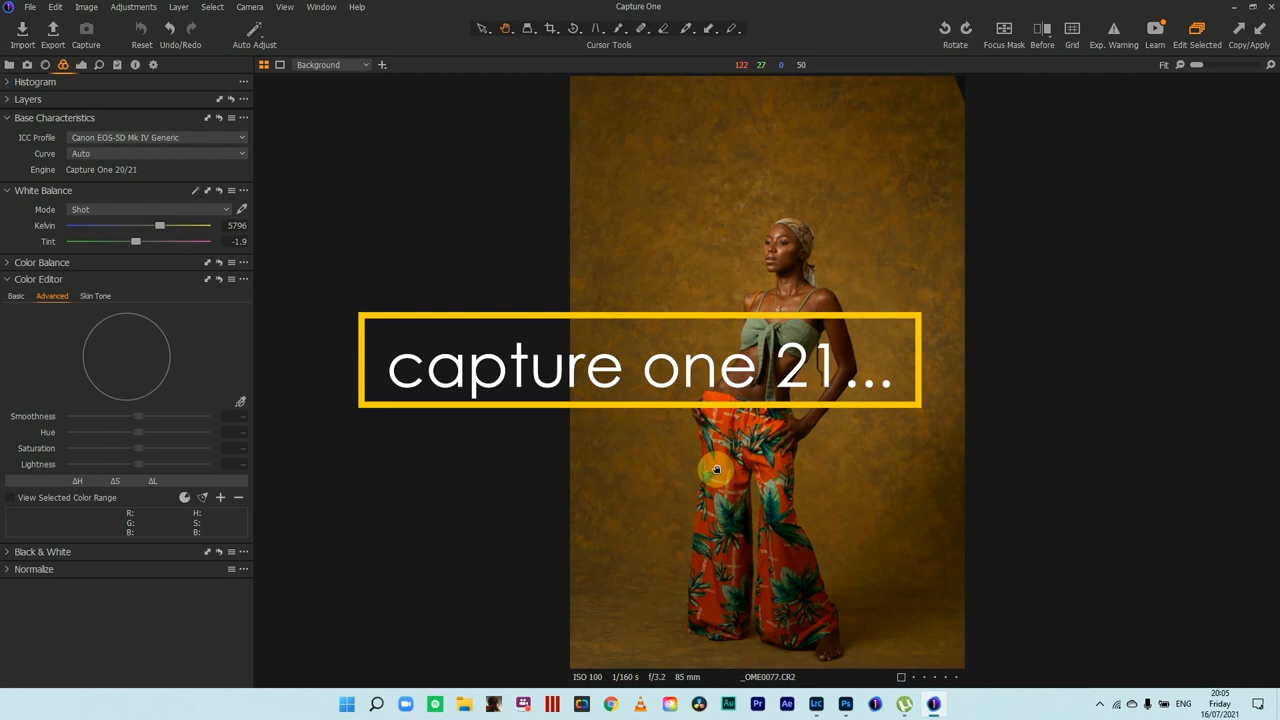 File Edit Image Adjustments Layer Select Camera View Window Help
Capture One
Import Export Capture Reset Undo/Redo Auto Adjust
Cursor Tools
Rotate Focus Mask Before Grid Exp. Warning Learn Edit Selected Copy/Apply
Background
122 27 0 50
Fit
Histogram
Layers
Base Characteristics
ICC Profile Canon EOS-5D Mk IV Generic
Curve Auto
Engine Capture One 20/21
White Balance
Mode Shot
Kelvin 5796
Tint -1.9
Color Balance
Color Editor
Basic Advanced Skin Tone
Smoothness
Hue
Saturation
Lightness
ΔH ΔS ΔL
View Selected Color Range
R: H:
G: S:
B: B:
Black & White
Normalize
capture one 21...
ISO 100 1/160 s f/3.2 85 mm _OME0077.CR2
Au Pr Ae Lrc Ps
ENG
20:05
Friday
16/07/2021